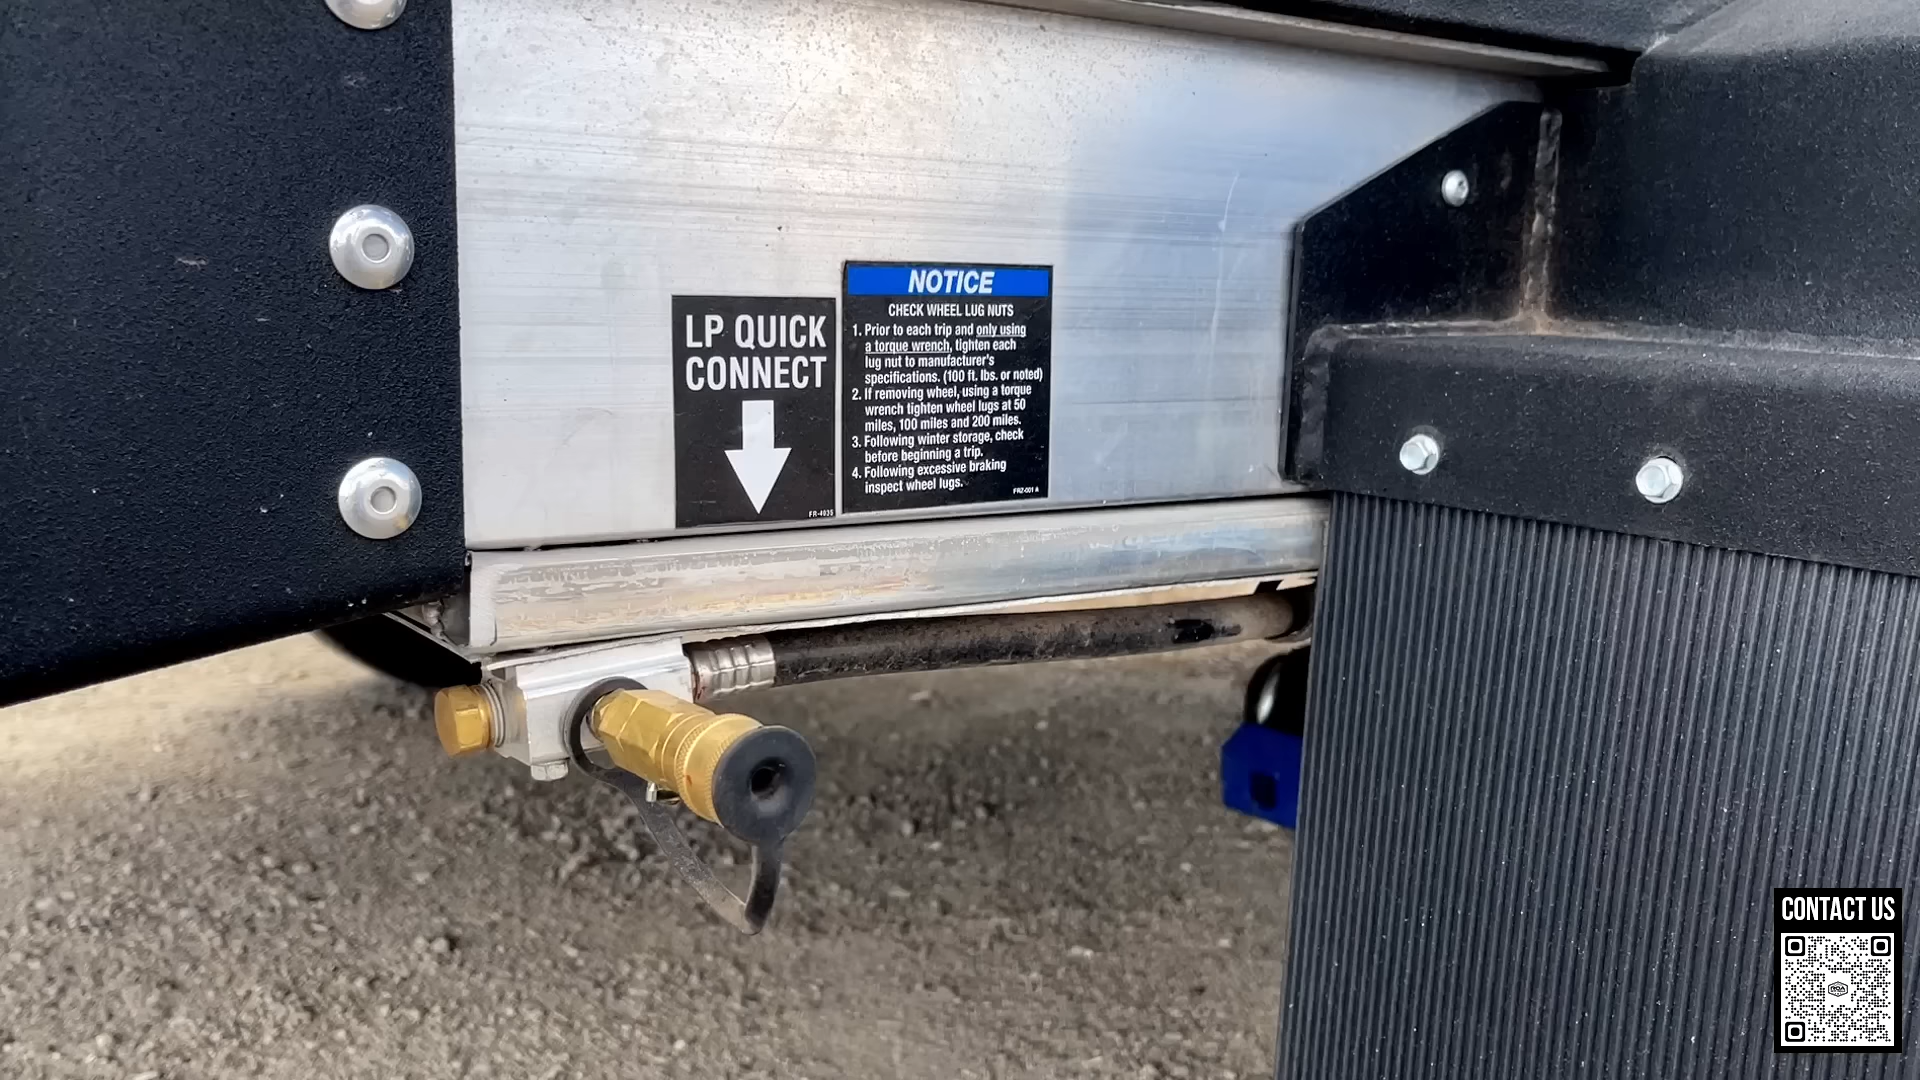 LP QUICK
CONNECT
FR-4035
NOTICE
CHECK WHEEL LUG NUTS
1. Prior to each trip and only using
a torque wrench, tighten each
lug nut to manufacturer's
specifications. (100 ft. lbs. or noted)
2. If removing wheel, using a torque
wrench tighten wheel lugs at 50
miles, 100 miles and 200 miles.
3. Following winter storage, check
before beginning a trip.
4. Following excessive braking
inspect wheel lugs.
FRZ-001 A
CONTACT US